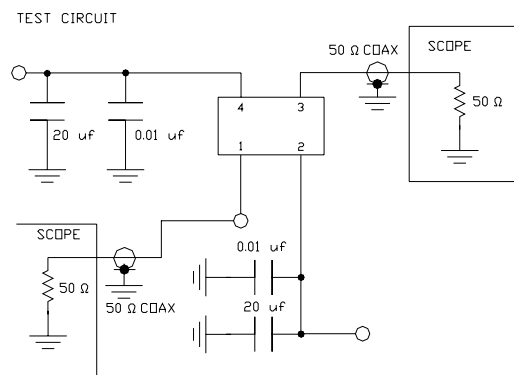 TEST CIRCUIT
50 Ω COAX
SCOPE
4
3
50 Ω
20 uf
0.01 uf
1
2
SCOPE
0.01 uf
50 Ω
50 Ω COAX
20 uf